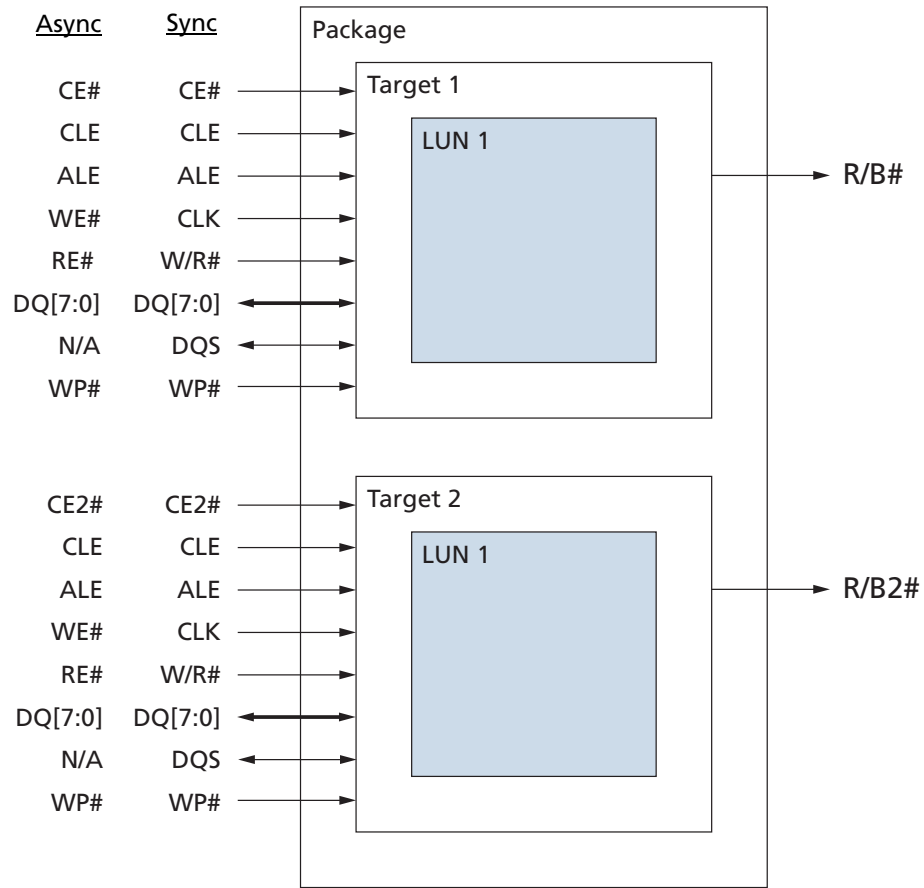 Async Sync
Package
Target 1
LUN 1
CE# CE#
CLE CLE
ALE ALE
R/B#
WE# CLK
RE# W/R#
DQ[7:0] DQ[7:0]
N/A DQS
WP# WP#
Target 2
LUN 1
CE2# CE2#
CLE CLE
ALE ALE
R/B2#
WE# CLK
RE# W/R#
DQ[7:0] DQ[7:0]
N/A DQS
WP# WP#